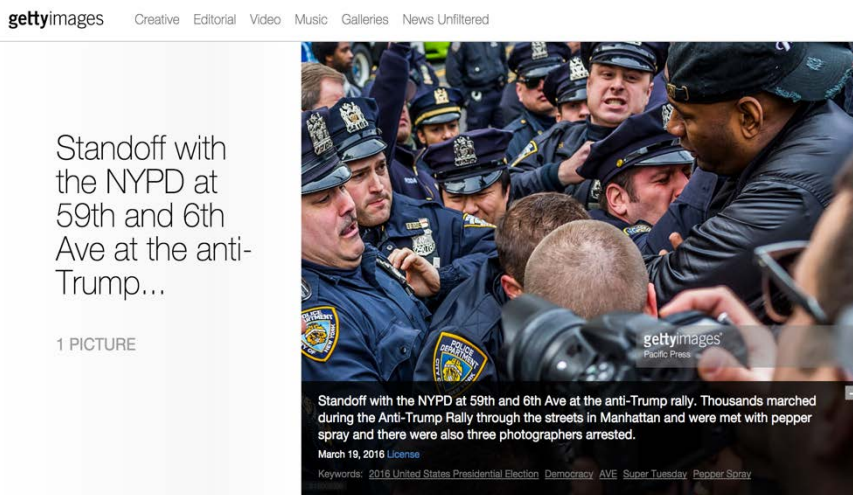 gettyimages
Creative Editorial Video Music Galleries News Unfiltered
Standoff with
the NYPD at
59th and 6th
Ave at the anti-
Trump...
1 PICTURE
gettyimages®
Pacific Press
Standoff with the NYPD at 59th and 6th Ave at the anti-Trump rally. Thousands marched
during the Anti-Trump Rally through the streets in Manhattan and were met with pepper
spray and there were also three photographers arrested.
March 19, 2016 License
Keywords: 2016 United States Presidential Election Democracy AVE Super Tuesday Pepper Spray